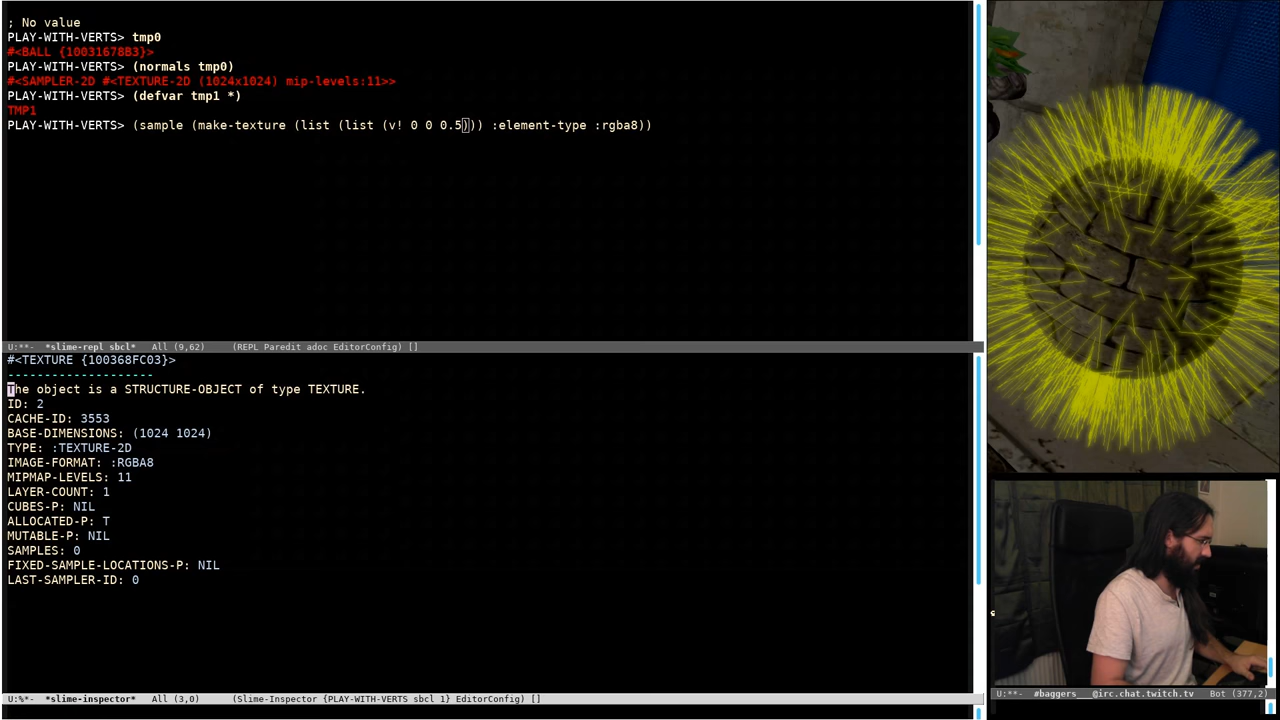 ; No value
PLAY-WITH-VERTS> tmp0
#<BALL {10031678B3}>
PLAY-WITH-VERTS> (normals tmp0)
#<SAMPLER-2D #<TEXTURE-2D (1024x1024) mip-levels:11>>
PLAY-WITH-VERTS> (defvar tmp1 *)
TMP1
PLAY-WITH-VERTS> (sample (make-texture (list (list (v! 0 0 0.5))) :element-type :rgba8))
U:**-  *slime-repl sbcl*   All (9,62)     (REPL Paredit adoc EditorConfig) []
#<TEXTURE {100368FC03}>
--------------------
The object is a STRUCTURE-OBJECT of type TEXTURE.
ID: 2
CACHE-ID: 3553
BASE-DIMENSIONS: (1024 1024)
TYPE: :TEXTURE-2D
IMAGE-FORMAT: :RGBA8
MIPMAP-LEVELS: 11
LAYER-COUNT: 1
CUBES-P: NIL
ALLOCATED-P: T
MUTABLE-P: NIL
SAMPLES: 0
FIXED-SAMPLE-LOCATIONS-P: NIL
LAST-SAMPLER-ID: 0
U:%*-  *slime-inspector*   All (3,0)     (Slime-Inspector {PLAY-WITH-VERTS sbcl 1} EditorConfig) []
U:**-  #baggers  @irc.chat.twitch.tv   Bot (377,2)